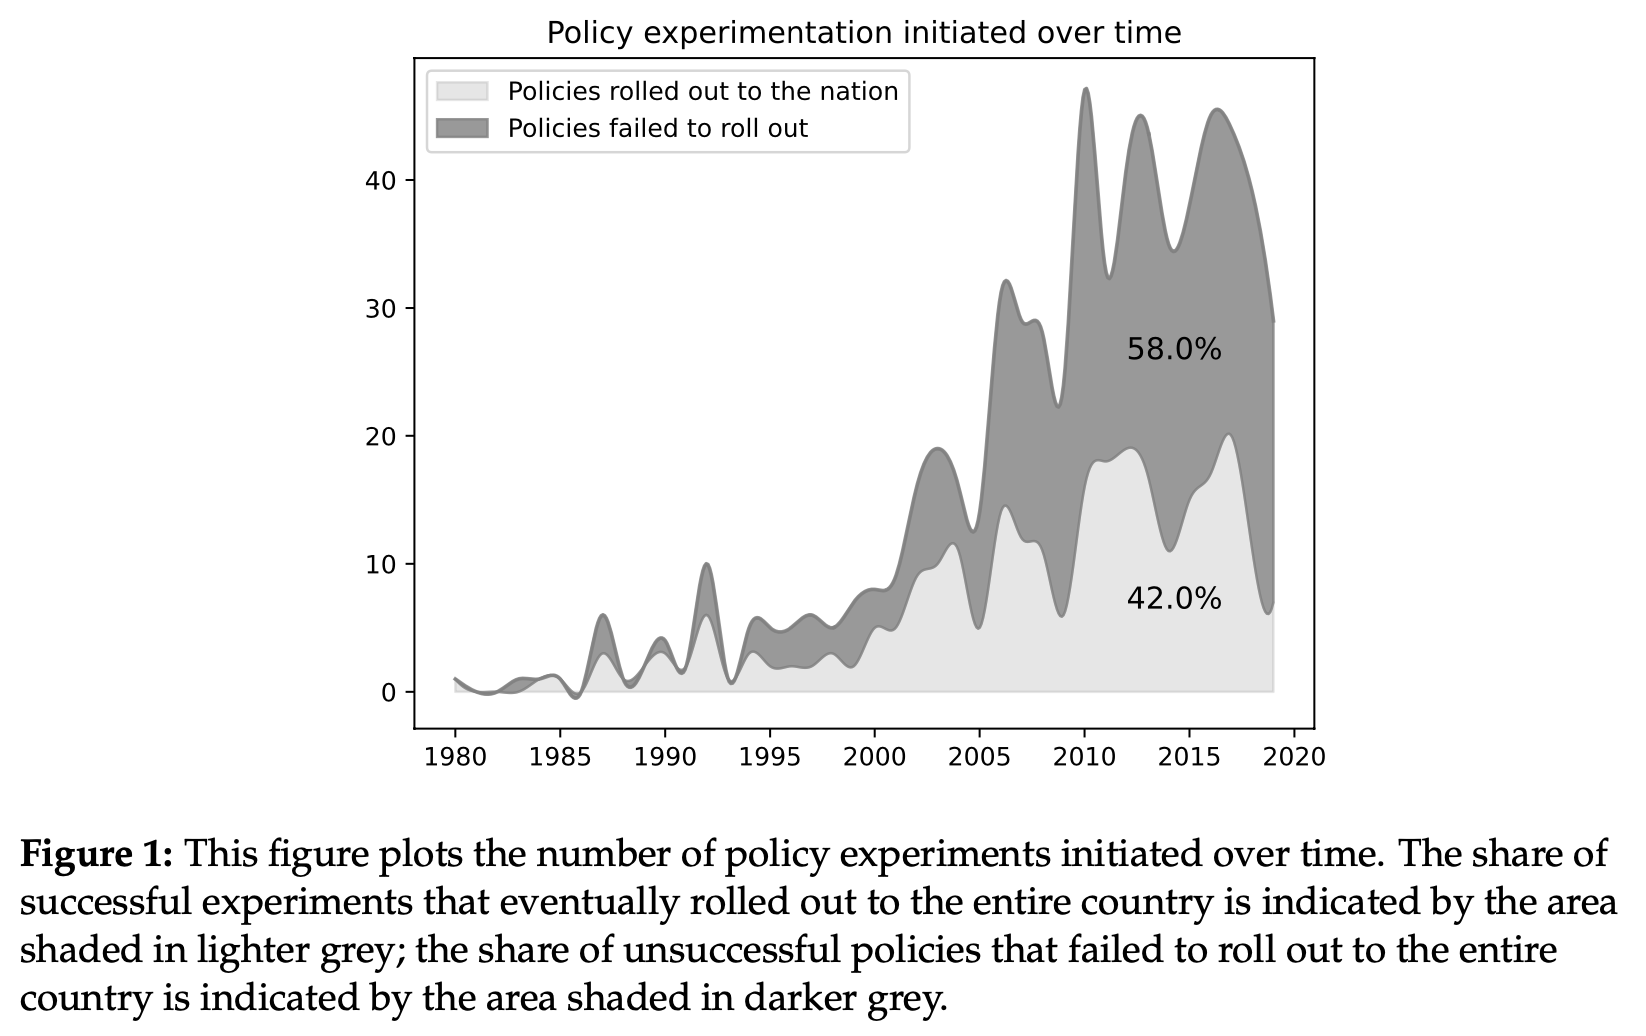 Policy experimentation initiated over time
Policies rolled out to the nation
Policies failed to roll out
40
30
20
10
0
58.0%
42.0%
1980 1985 1990 1995 2000 2005 2010 2015 2020
Figure 1: This figure plots the number of policy experiments initiated over time. The share of
successful experiments that eventually rolled out to the entire country is indicated by the area
shaded in lighter grey; the share of unsuccessful policies that failed to roll out to the entire
country is indicated by the area shaded in darker grey.